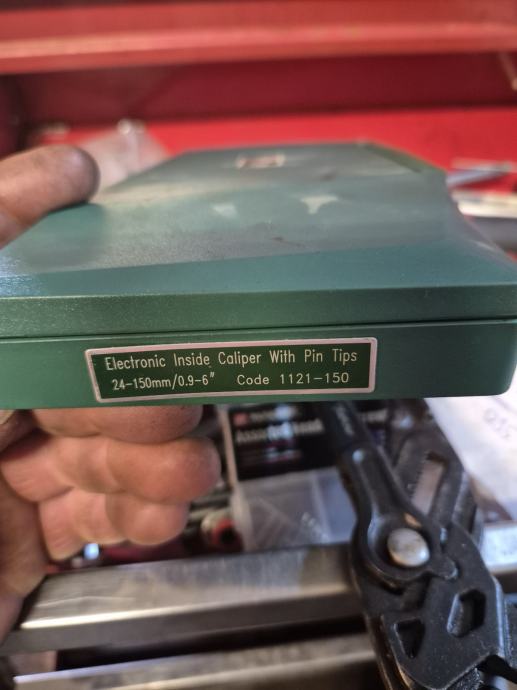 Electronic Inside Caliper With Pin Tips
24-150mm/0.9-6" Code 1121-150